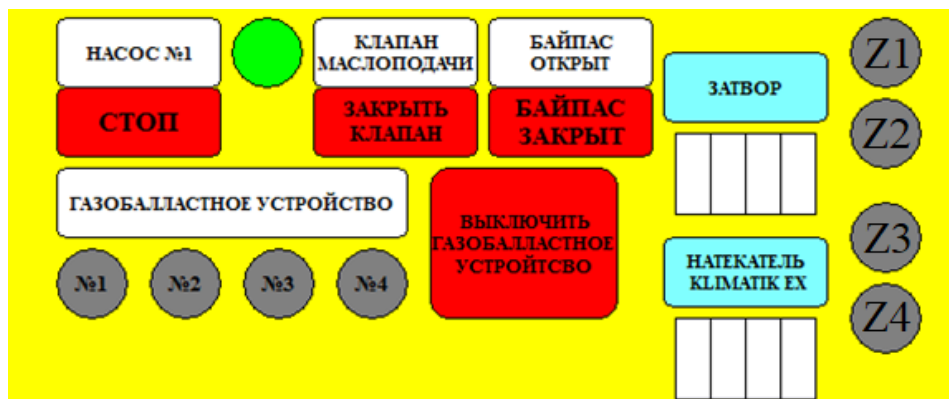 НАСОС №1
СТОП
КЛАПАН
МАСЛОПОДАЧИ
ЗАКРЫТЬ
КЛАПАН
БАЙПАС
ОТКРЫТ
БАЙПАС
ЗАКРЫТ
ЗАТВОР
Z1
Z2
ГАЗОБАЛЛАСТНОЕ УСТРОЙСТВО
№1
№2
№3
№4
ВЫКЛЮЧИТЬ
ГАЗОБАЛЛАСТНОЕ
УСТРОЙТСВО
НАТЕКАТЕЛЬ
KLIMATIK EX
Z3
Z4